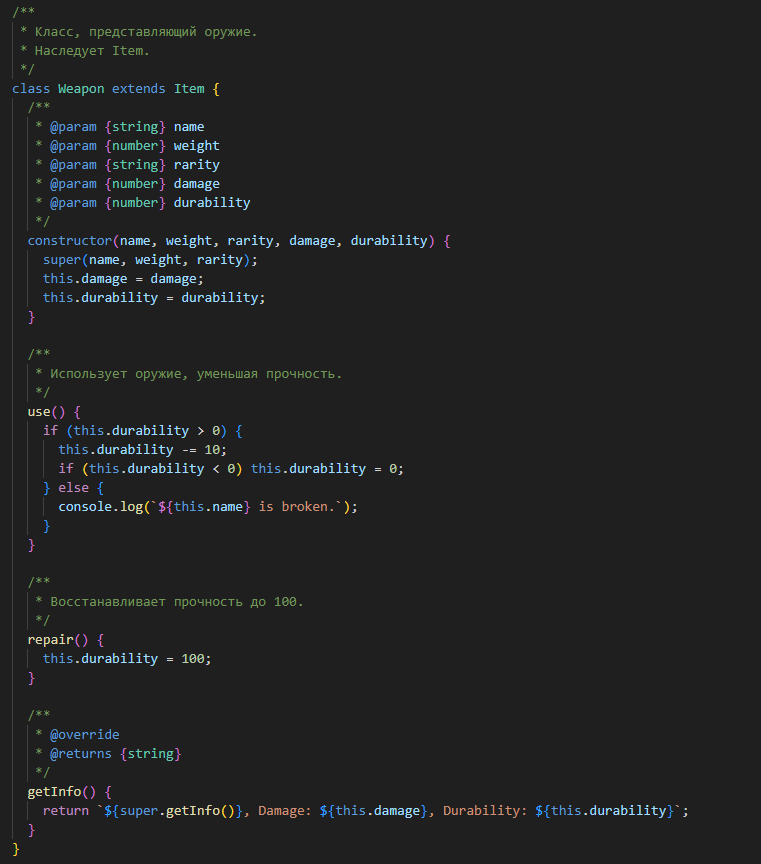 /**
 * Класс, представляющий оружие.
 * Наследует Item.
 */
class Weapon extends Item {
  /**
   * @param {string} name
   * @param {number} weight
   * @param {string} rarity
   * @param {number} damage
   * @param {number} durability
   */
  constructor(name, weight, rarity, damage, durability) {
    super(name, weight, rarity);
    this.damage = damage;
    this.durability = durability;
  }

  /**
   * Использует оружие, уменьшая прочность.
   */
  use() {
    if (this.durability > 0) {
      this.durability -= 10;
      if (this.durability < 0) this.durability = 0;
    } else {
      console.log(`${this.name} is broken.`);
    }
  }

  /**
   * Восстанавливает прочность до 100.
   */
  repair() {
    this.durability = 100;
  }

  /**
   * @override
   * @returns {string}
   */
  getInfo() {
    return `${super.getInfo()}, Damage: ${this.damage}, Durability: ${this.durability}`;
  }
}